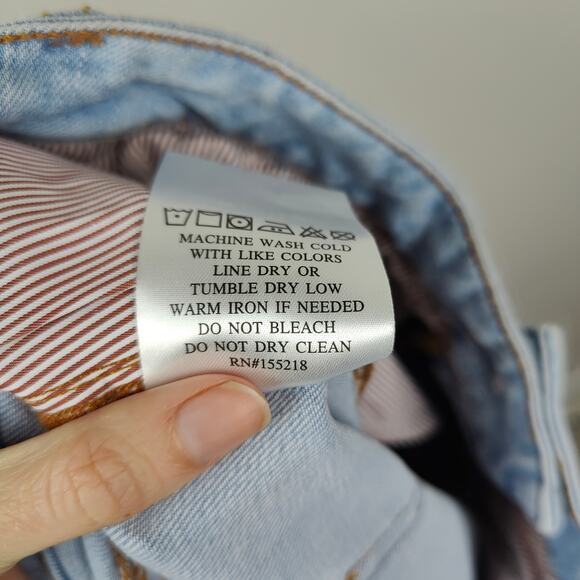 MACHINE WASH COLD
WITH LIKE COLORS
LINE DRY OR
TUMBLE DRY LOW
WARM IRON IF NEEDED
DO NOT BLEACH
DO NOT DRY CLEAN
RN#155218